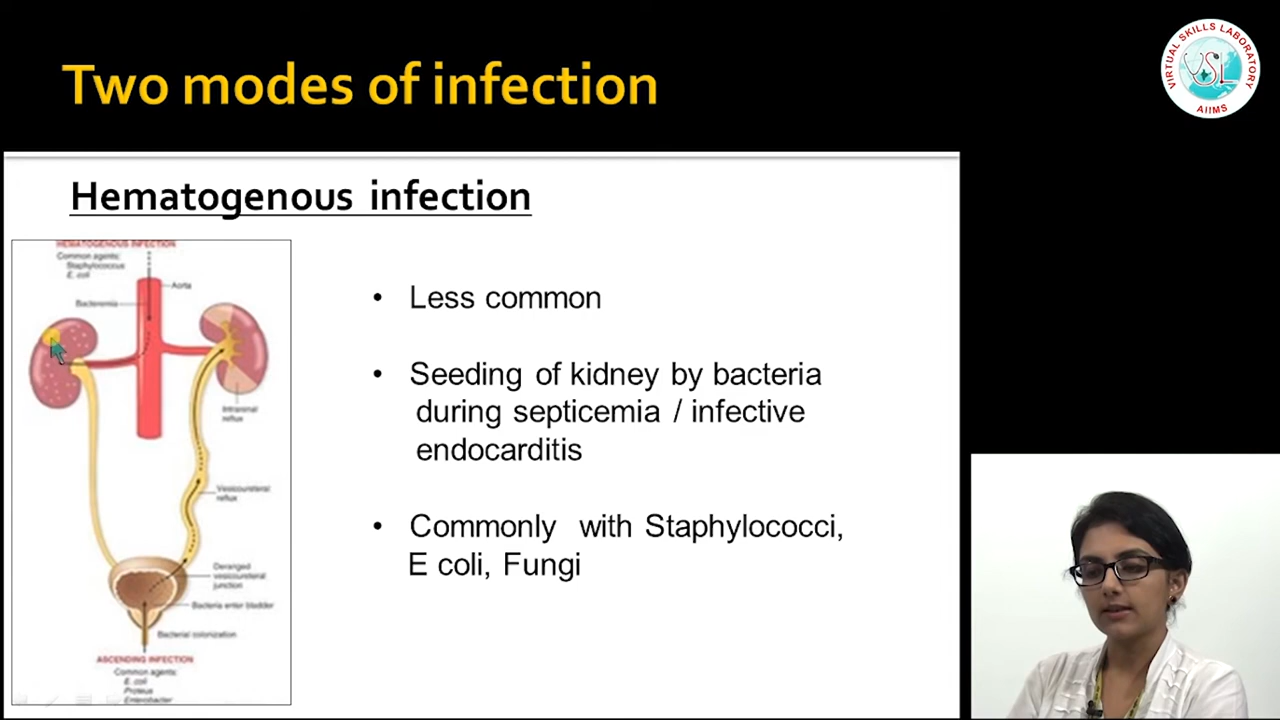 Two modes of infection
VIRTUAL SKILLS LABORATORY
VSL
AIIMS
Hematogenous infection
HEMATOGENOUS INFECTION
Common agents:
Staphylococcus
E. coli
Aorta
Bacteremia
Intrarenal
reflux
Vesicoureteral
reflux
Deranged
vesicoureteral
junction
Bacteria enter bladder
Bacterial colonization
ASCENDING INFECTION
Common agents:
E. coli
Proteus
Enterobacter
• Less common
• Seeding of kidney by bacteria
during septicemia / infective
endocarditis
• Commonly with Staphylococci,
E coli, Fungi